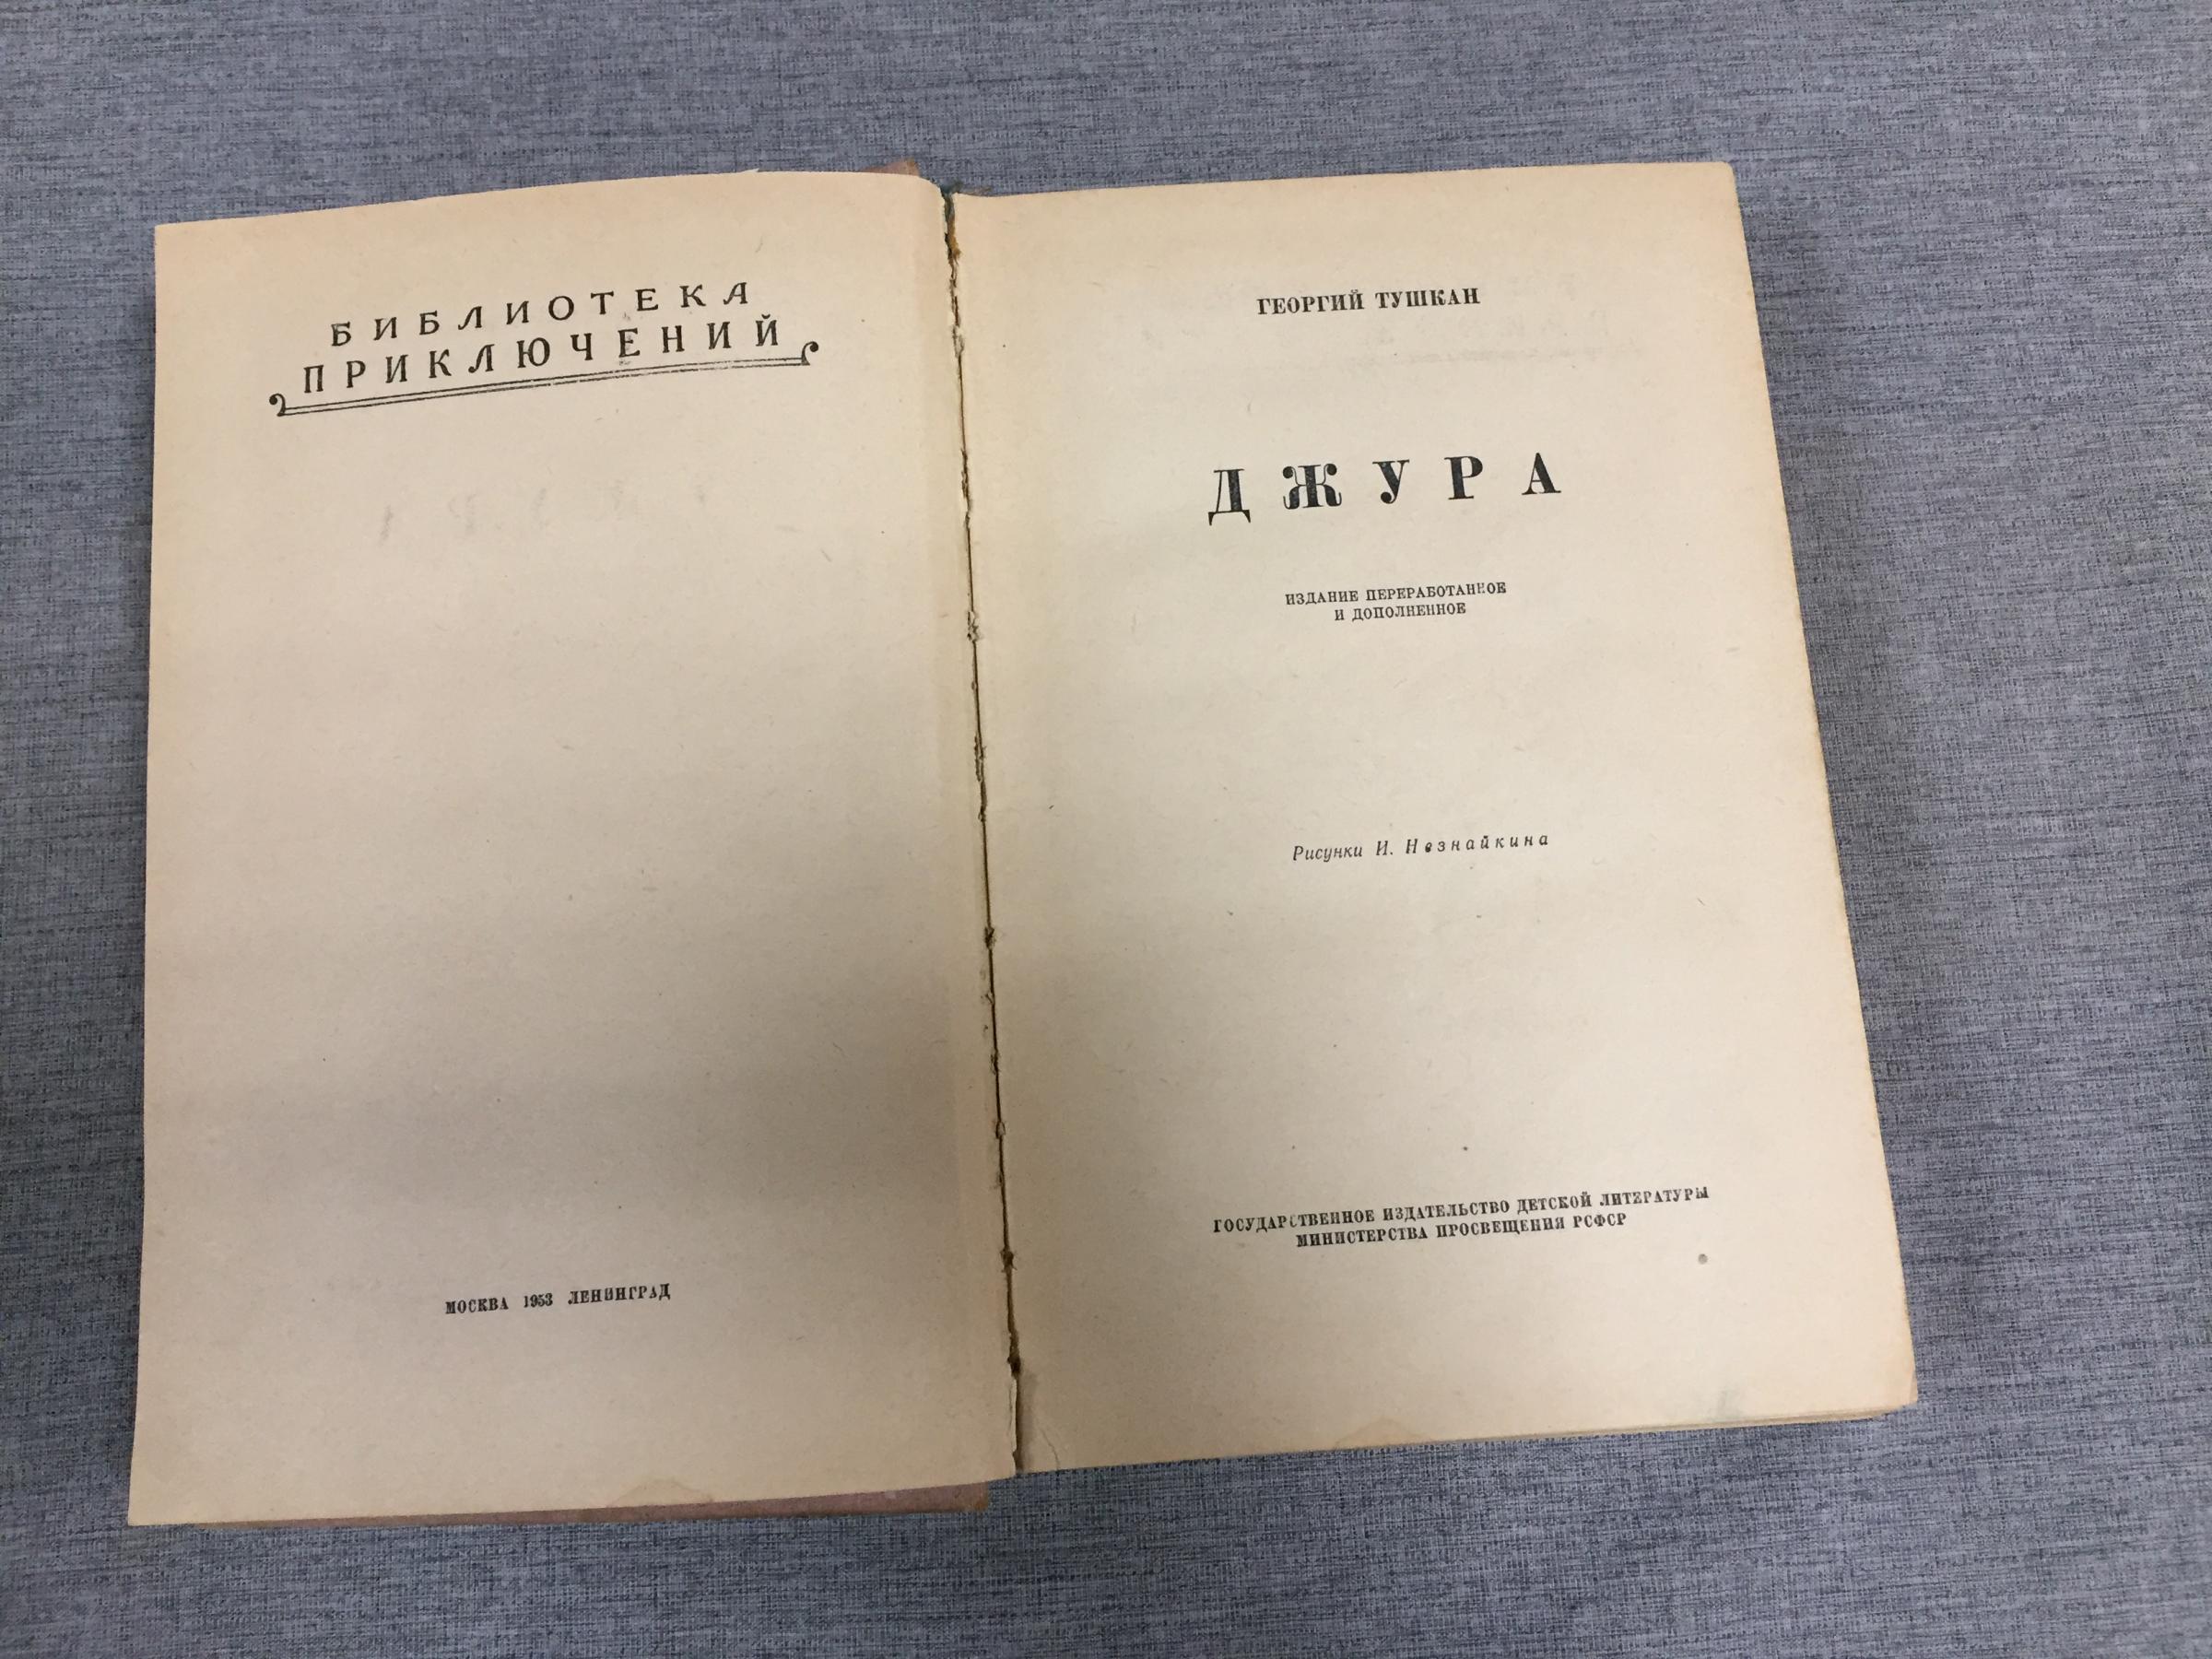 БИБЛИОТЕКА
ПРИКЛЮЧЕНИЙ
МОСКВА 1953 ЛЕНИНГРАД
ГЕОРГИЙ ТУШКАН
ДЖУРА
ИЗДАНИЕ ПЕРЕРАБОТАННОЕ
И ДОПОЛНЕННОЕ
Рисунки И. Незнайкина
ГОСУДАРСТВЕННОЕ ИЗДАТЕЛЬСТВО ДЕТСКОЙ ЛИТЕРАТУРЫ
МИНИСТЕРСТВА ПРОСВЕЩЕНИЯ РСФСР